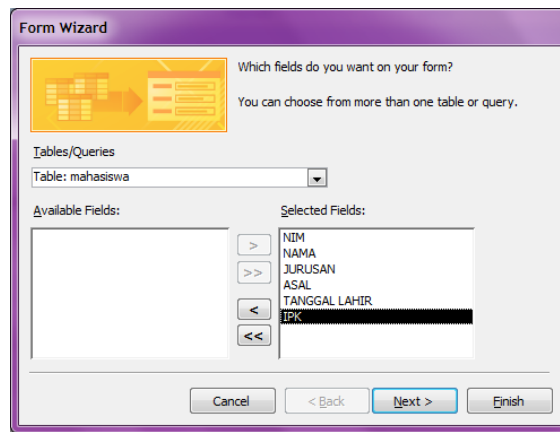 Form Wizard
Which fields do you want on your form?
You can choose from more than one table or query.
Tables/Queries
Table: mahasiswa
Available Fields:
Selected Fields:
>
>>
<
<<
NIM
NAMA
JURUSAN
ASAL
TANGGAL LAHIR
IPK
Cancel
< Back
Next >
Finish